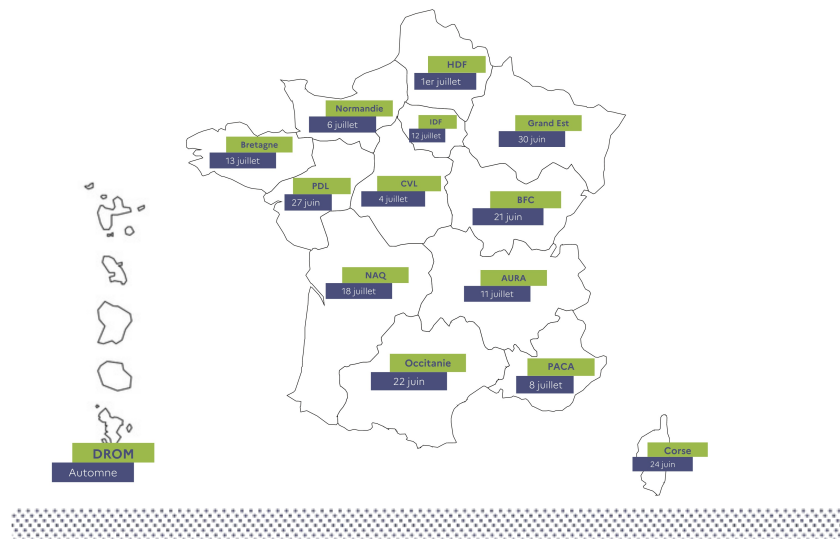 HDF
1er juillet
Normandie
6 juillet
IDF
12 juillet
Grand Est
30 juin
Bretagne
13 juillet
PDL
27 juin
CVL
4 juillet
BFC
21 juin
NAQ
18 juillet
AURA
11 juillet
Occitanie
22 juin
PACA
8 juillet
DROM
Automne
Corse
24 juin